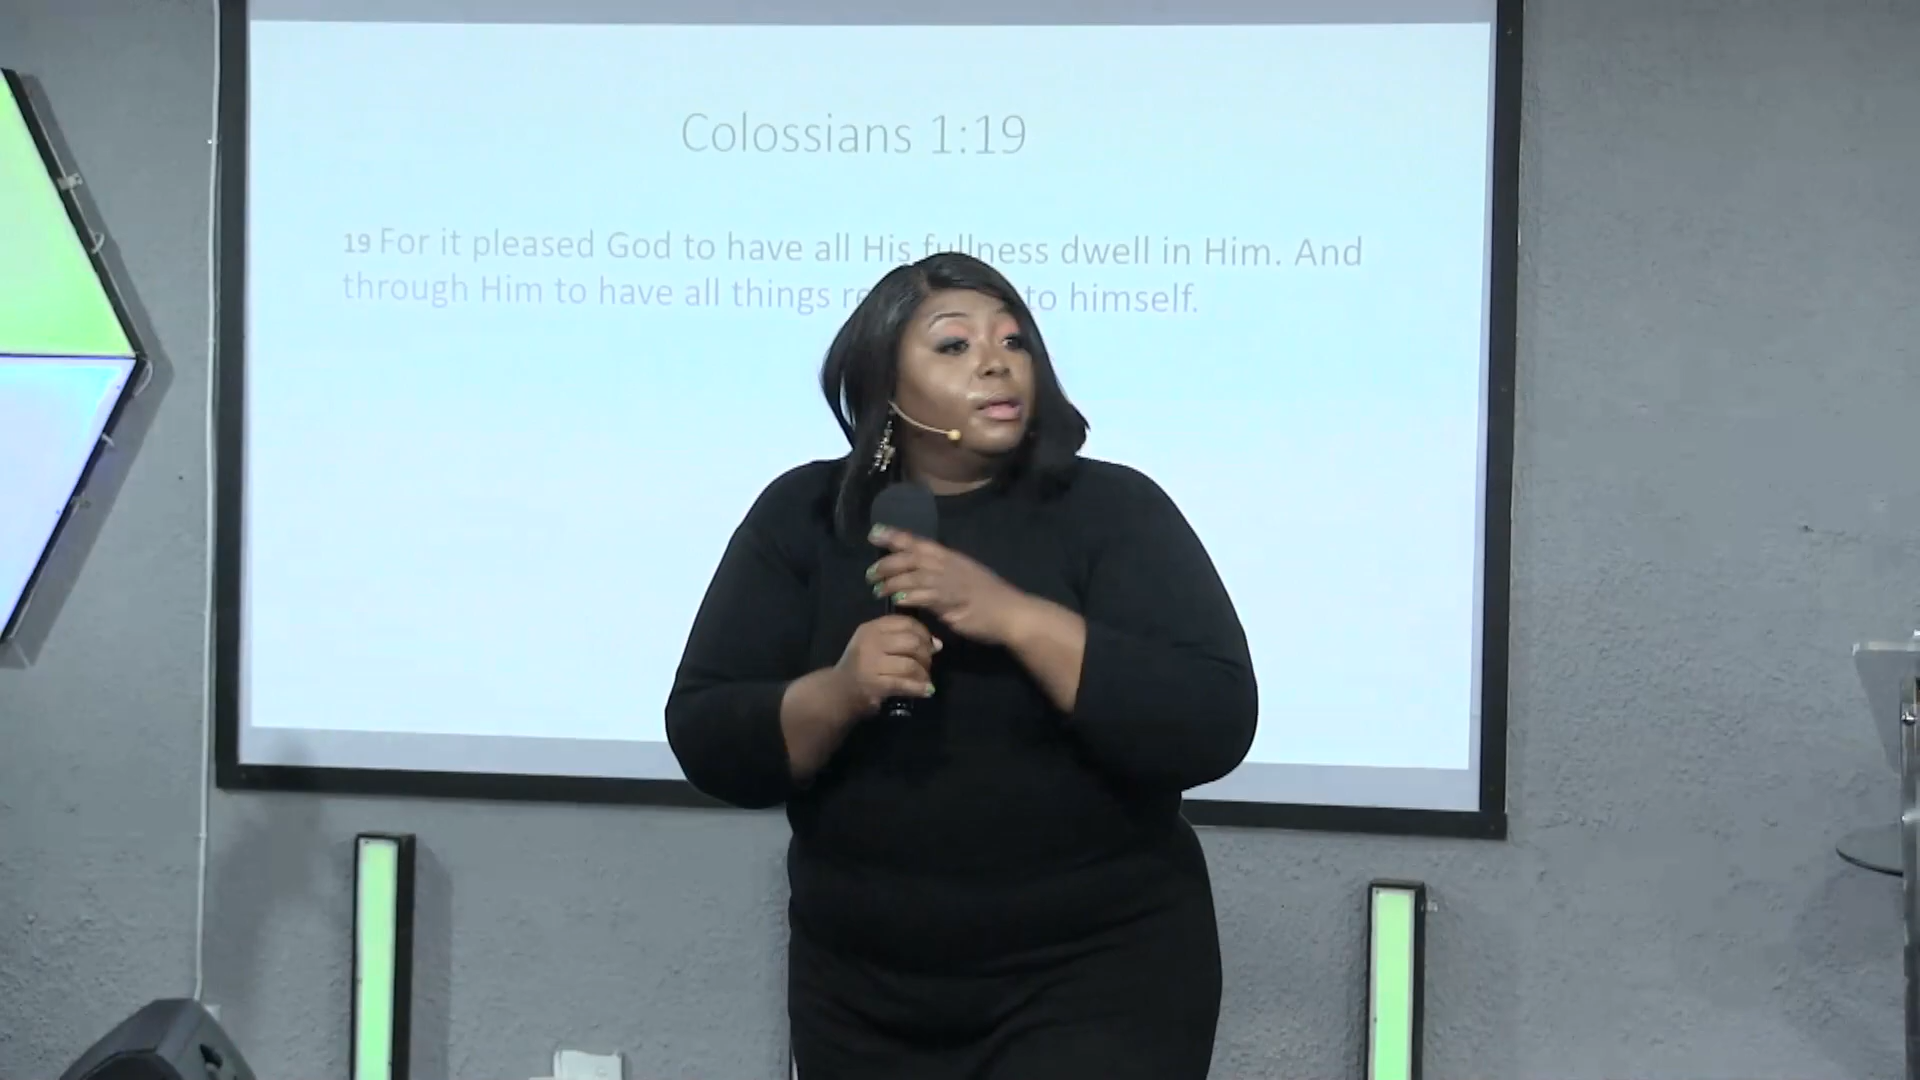 Colossians 1:19
19 For it pleased God to have all His fullness dwell in Him. And
through Him to have all things to himself.